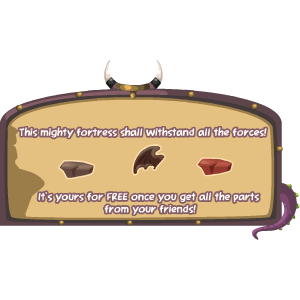 This mighty fortress shall withstand all the forces!
It's yours for FREE once you get all the parts
from your friends!